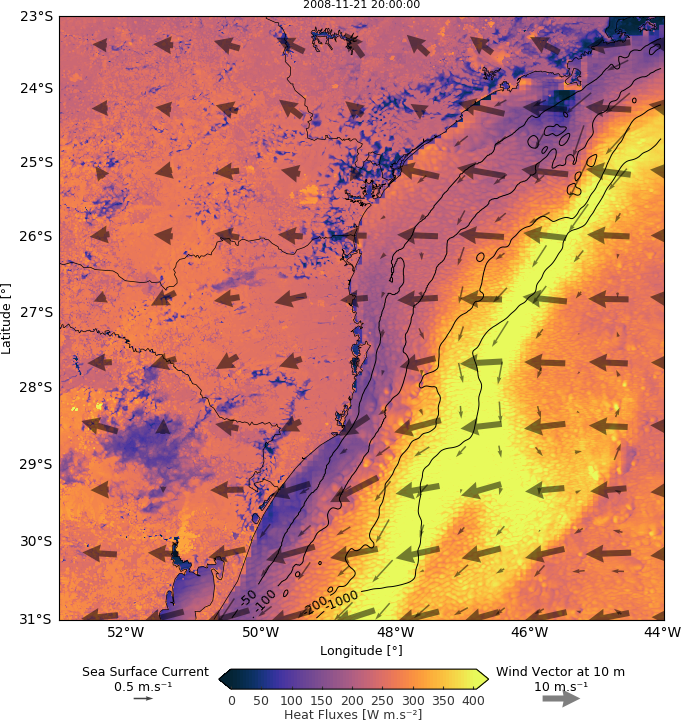 2008-11-21 20:00:00
23°S
24°S
25°S
26°S
27°S
28°S
29°S
30°S
31°S
Latitude [°]
-50
-100
-200
-1000
52°W 50°W 48°W 46°W 44°W
Longitude [°]
Sea Surface Current
0.5 m.s⁻¹
Wind Vector at 10 m
10 m.s⁻¹
0 50 100 150 200 250 300 350 400
Heat Fluxes [W m.s⁻²]